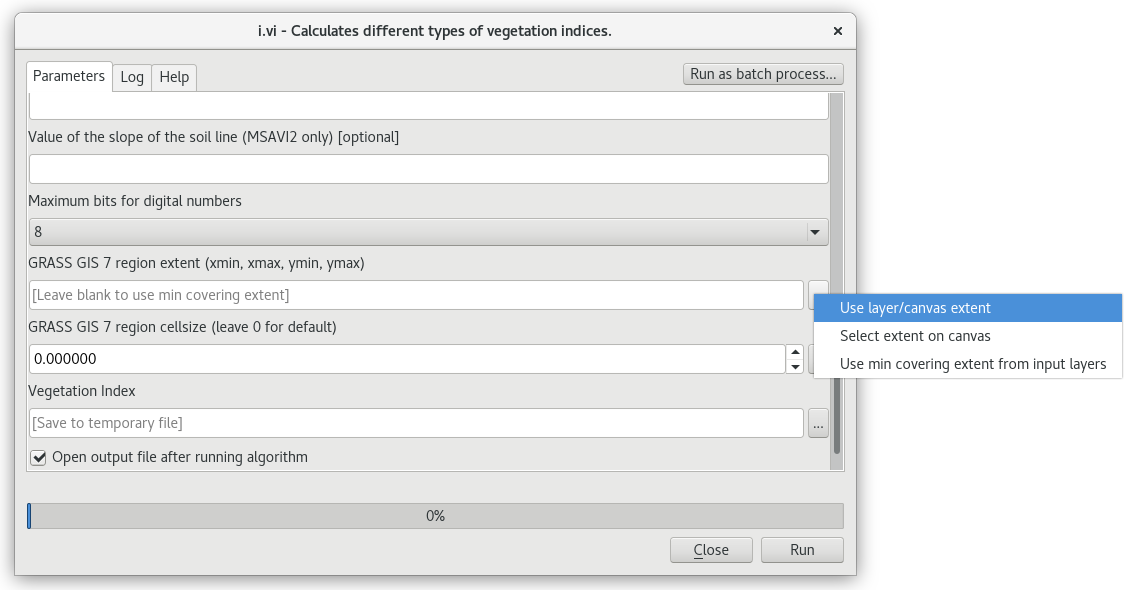 i.vi - Calculates different types of vegetation indices.
Parameters
Log
Help
Run as batch process...
Value of the slope of the soil line (MSAVI2 only) [optional]
Maximum bits for digital numbers
8
GRASS GIS 7 region extent (xmin, xmax, ymin, ymax)
[Leave blank to use min covering extent]
Use layer/canvas extent
Select extent on canvas
Use min covering extent from input layers
GRASS GIS 7 region cellsize (leave 0 for default)
0.000000
Vegetation Index
[Save to temporary file]
...
Open output file after running algorithm
0%
Close
Run